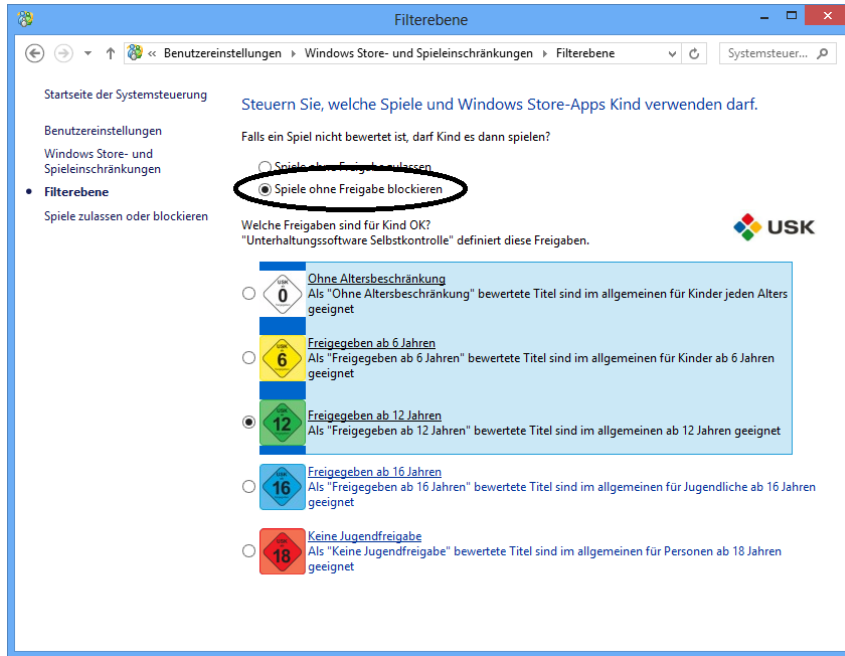 Filterebene
« Benutzereinstellungen Windows Store- und Spieleinschränkungen Filterebene
Systemsteuer...
Startseite der Systemsteuerung
Benutzereinstellungen
Windows Store- und
Spieleinschränkungen
Filterebene
Spiele zulassen oder blockieren
Steuern Sie, welche Spiele und Windows Store-Apps Kind verwenden darf.
Falls ein Spiel nicht bewertet ist, darf Kind es dann spielen?
Spiele ohne Freigabe zulassen
Spiele ohne Freigabe blockieren
Welche Freigaben sind für Kind OK?
"Unterhaltungssoftware Selbstkontrolle" definiert diese Freigaben.
USK
USK
0
Ohne Altersbeschränkung
Als "Ohne Altersbeschränkung" bewertete Titel sind im allgemeinen für Kinder jeden Alters
geeignet
USK
6
Freigegeben ab 6 Jahren
Als "Freigegeben ab 6 Jahren" bewertete Titel sind im allgemeinen für Kinder ab 6 Jahren
geeignet
12
Freigegeben ab 12 Jahren
Als "Freigegeben ab 12 Jahren" bewertete Titel sind im allgemeinen ab 12 Jahren geeignet
16
Freigegeben ab 16 Jahren
Als "Freigegeben ab 16 Jahren" bewertete Titel sind im allgemeinen für Jugendliche ab 16 Jahren
geeignet
18
Keine Jugendfreigabe
Als "Keine Jugendfreigabe" bewertete Titel sind im allgemeinen für Personen ab 18 Jahren
geeignet